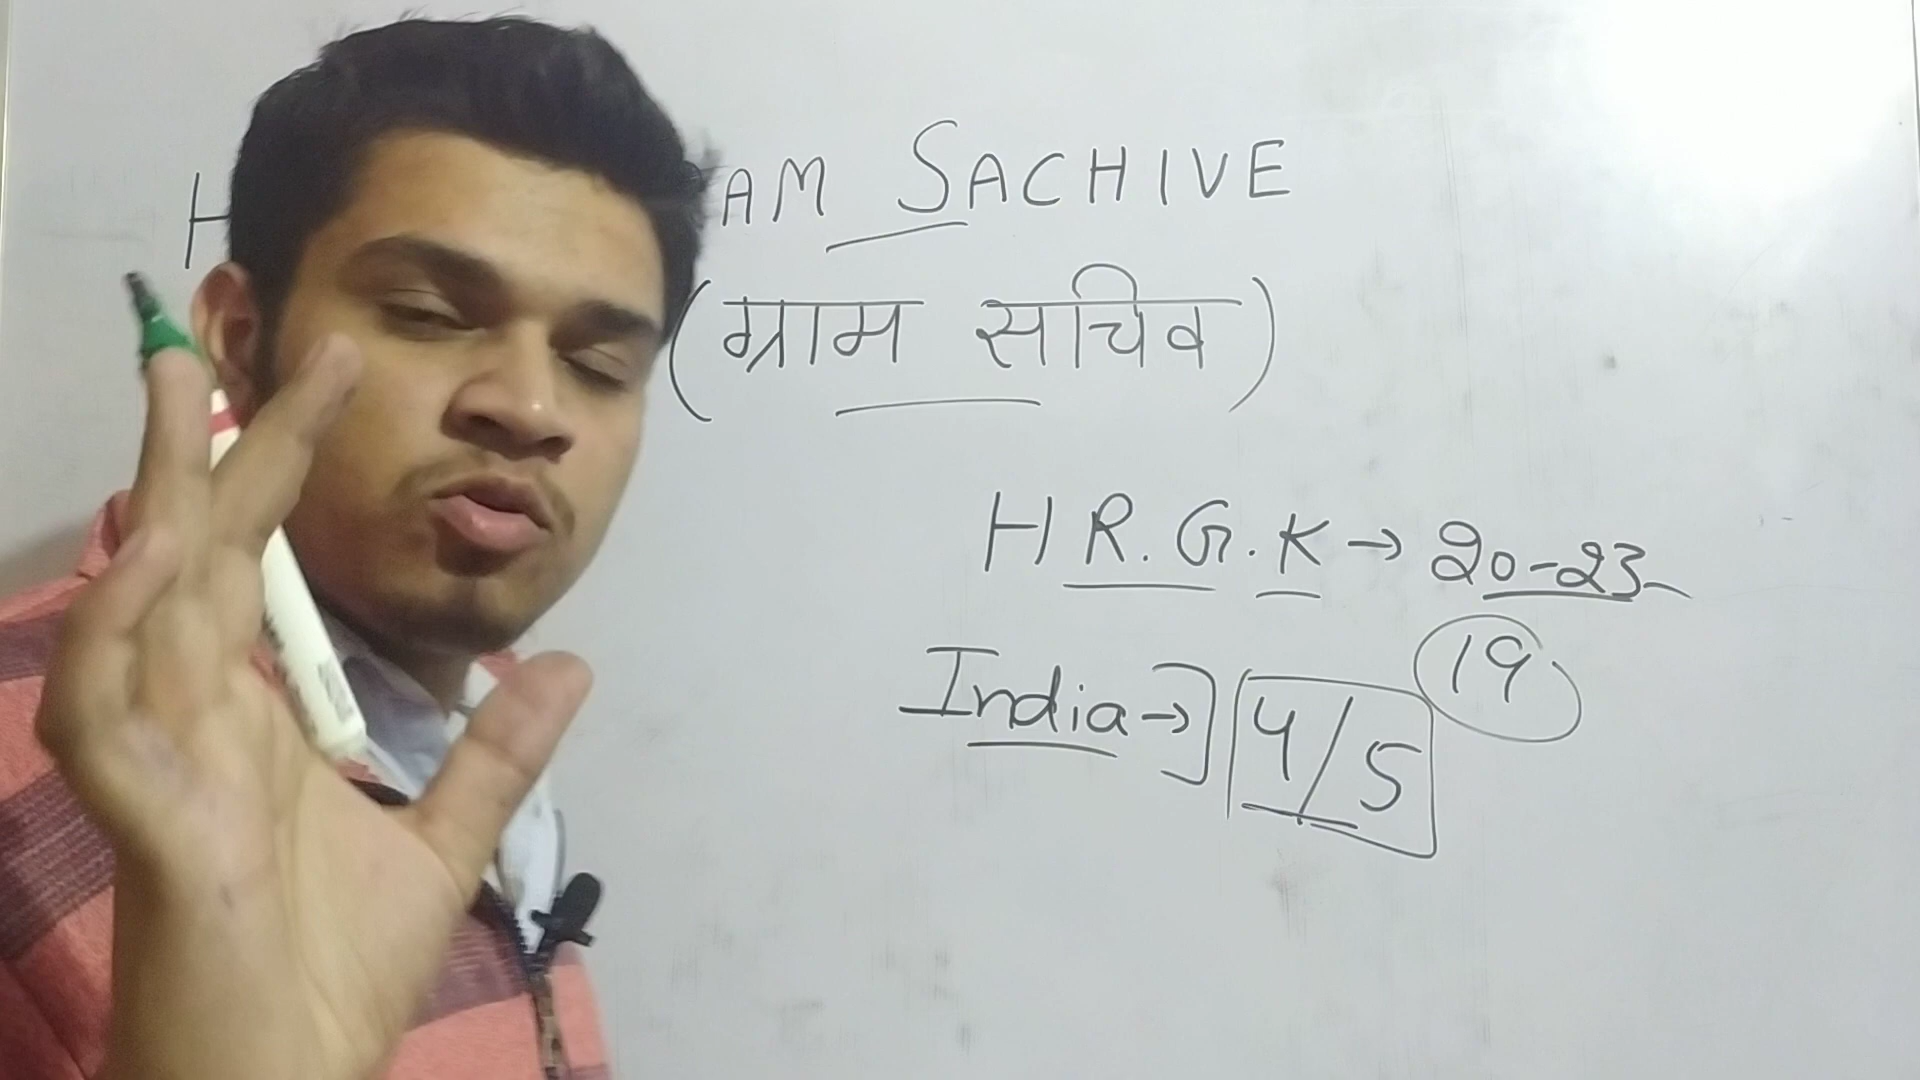 AM SACHIVE
(ग्राम सचिव)
HR.G.K → 20-23
19
India → 4/5